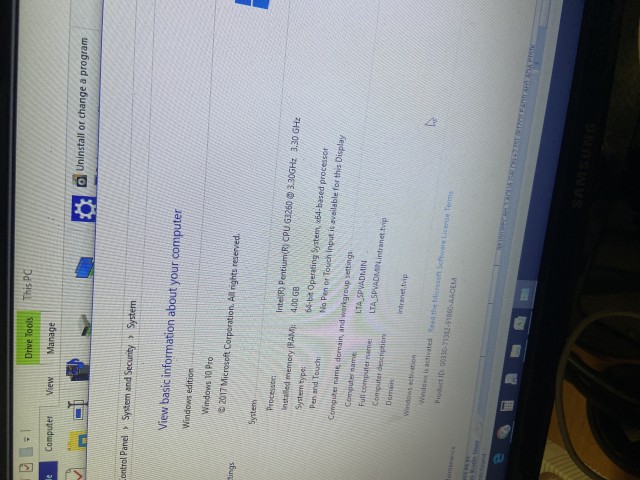 Drive Tools
This PC
Computer
View
Manage
Uninstall or change a program
ontrol Panel > System and Security > System
View basic information about your computer
Windows edition
Windows 10 Pro
© 2017 Microsoft Corporation. All rights reserved.
System
Processor: Intel(R) Pentium(R) CPU G3260 @ 3.30GHz 3.30 GHz
Installed memory (RAM): 4.00 GB
System type: 64-bit Operating System, x64-based processor
Pen and Touch: No Pen or Touch Input is available for this Display
Computer name, domain, and workgroup settings
Computer name: LTA_SPVADMIN
Full computer name: LTA_SPVADMIN.intranet.tvip
Computer description:
Domain: intranet.tvip
Windows activation
Windows is activated Read the Microsoft Software License Terms
SAMSUNG